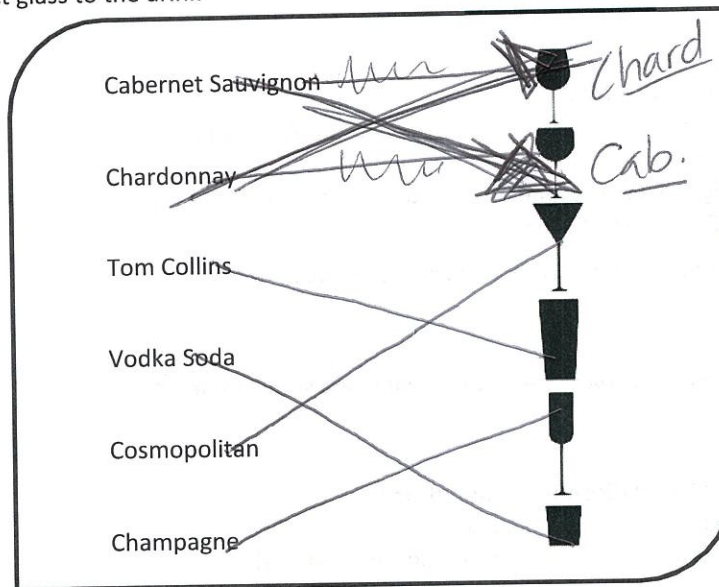 Cabernet Sauvignon
Chard
Chardonnay
Cab.
Tom Collins
Vodka Soda
Cosmopolitan
Champagne